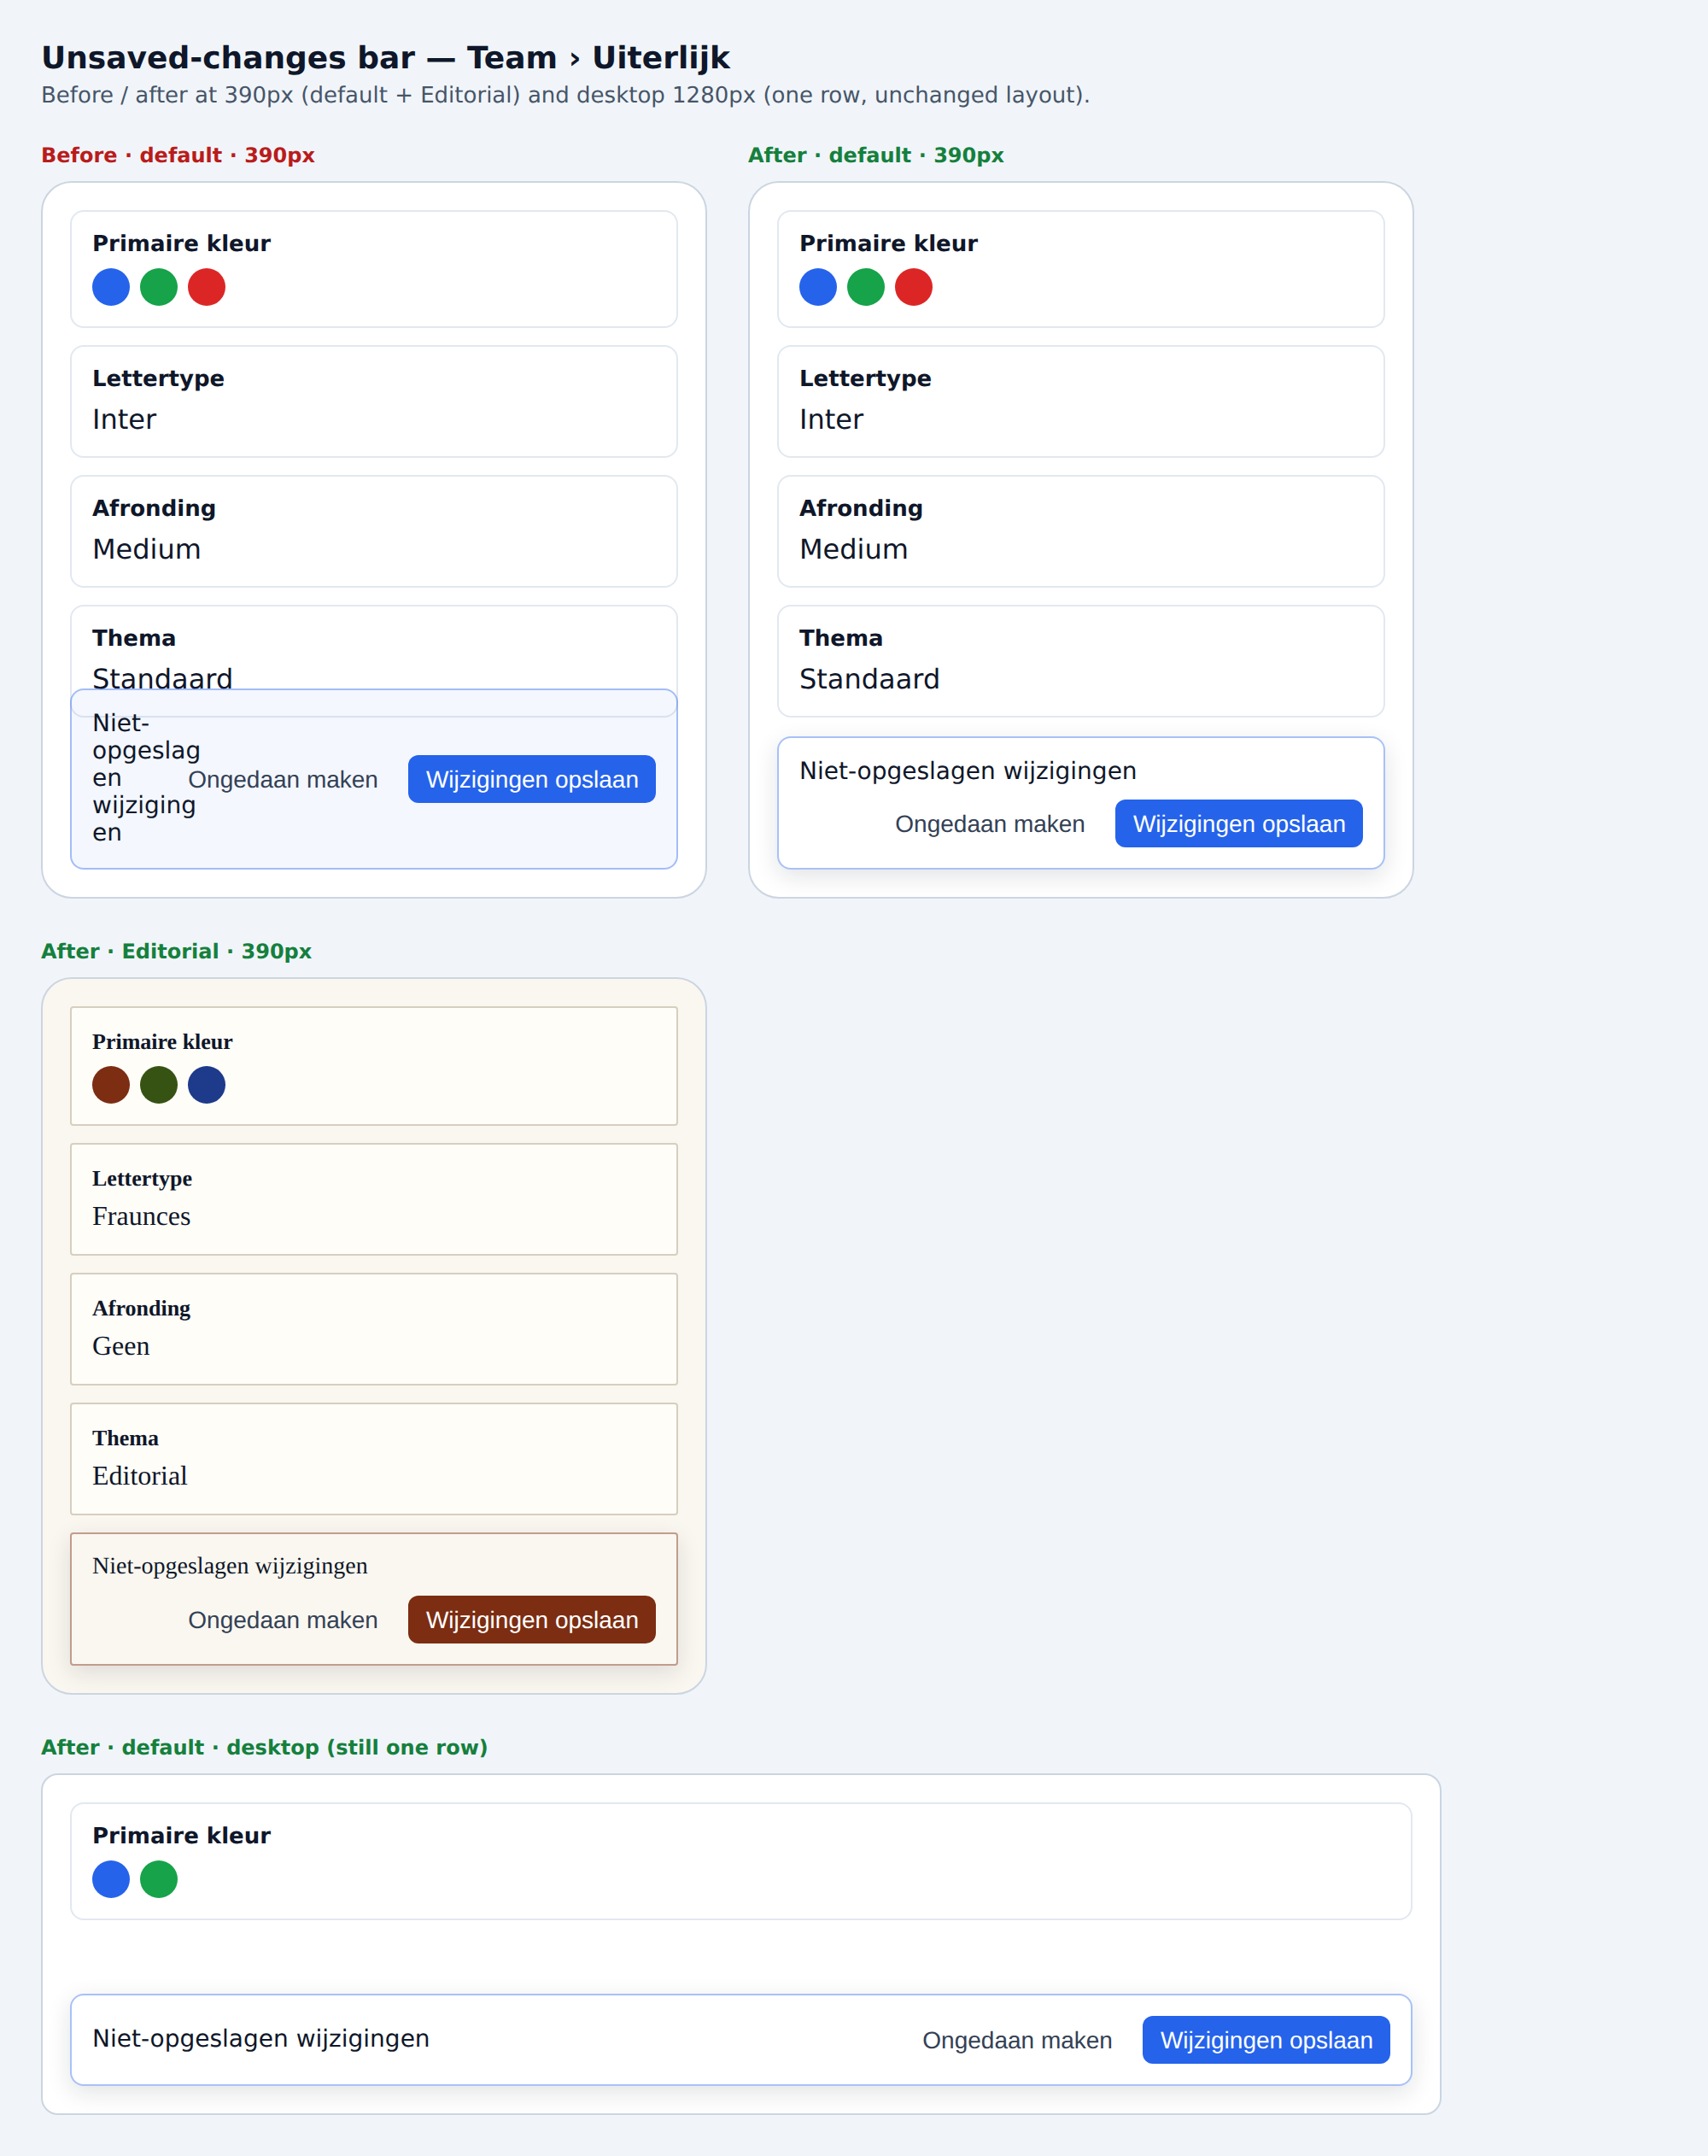 Unsaved-changes bar — Team › Uiterlijk
Before / after at 390px (default + Editorial) and desktop 1280px (one row, unchanged layout).
Before · default · 390px
Primaire kleur
Lettertype
Inter
Afronding
Medium
Thema
Standaard
Niet-
opgeslag
en
wijziging
en
Ongedaan maken
Wijzigingen opslaan
After · default · 390px
Primaire kleur
Lettertype
Inter
Afronding
Medium
Thema
Standaard
Niet-opgeslagen wijzigingen
Ongedaan maken
Wijzigingen opslaan
After · Editorial · 390px
Primaire kleur
Lettertype
Fraunces
Afronding
Geen
Thema
Editorial
Niet-opgeslagen wijzigingen
Ongedaan maken
Wijzigingen opslaan
After · default · desktop (still one row)
Primaire kleur
Niet-opgeslagen wijzigingen
Ongedaan maken
Wijzigingen opslaan